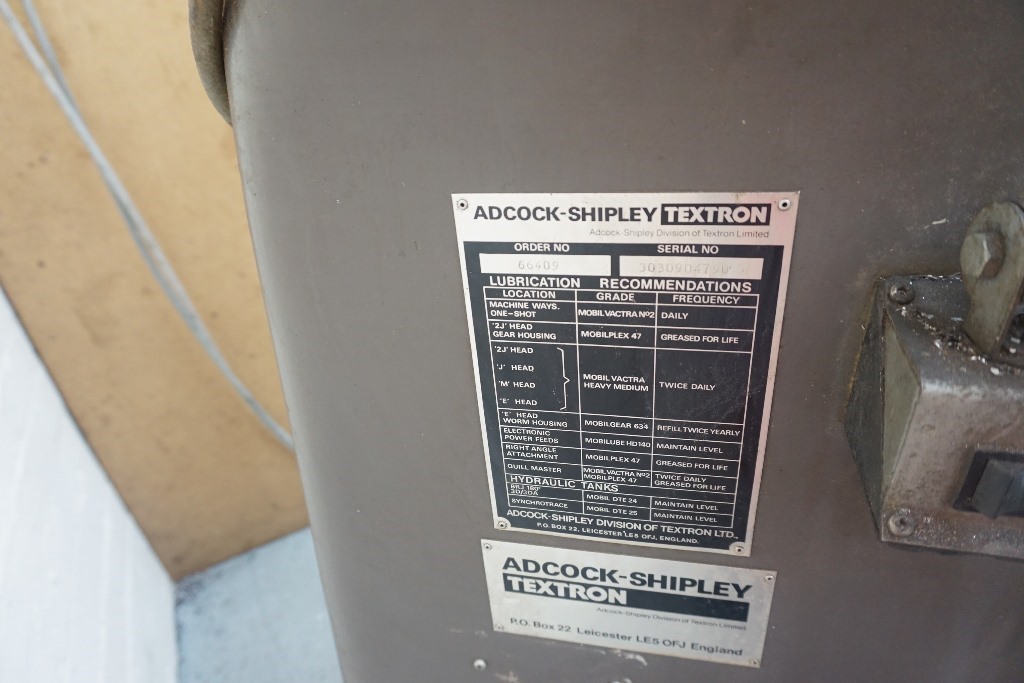 ADCOCK-SHIPLEY TEXTRON
Adcock-Shipley Division of Textron Limited
ORDER NO SERIAL NO
66409
LUBRICATION RECOMMENDATIONS
LOCATION GRADE FREQUENCY
MACHINE WAYS. ONE-SHOT MOBIL VACTRA Nº2 DAILY
'2J' HEAD GEAR HOUSING MOBILPLEX 47 GREASED FOR LIFE
'2J' HEAD
'J' HEAD
'M' HEAD
'E' HEAD
MOBIL VACTRA HEAVY MEDIUM TWICE DAILY
'E' HEAD WORM HOUSING MOBILGEAR 634 REFILL TWICE YEARLY
ELECTRONIC POWER FEEDS MOBILUBE HD140 MAINTAIN LEVEL
RIGHT ANGLE ATTACHMENT MOBILPLEX 47 GREASED FOR LIFE
QUILL MASTER MOBIL VACTRA Nº2 MOBILPLEX 47 TWICE DAILY GREASED FOR LIFE
HYDRAULIC TANKS
MOBIL DTE 24 MAINTAIN LEVEL
SYNCHROTRACE MOBIL DTE 25 MAINTAIN LEVEL
ADCOCK-SHIPLEY DIVISION OF TEXTRON LTD.,
P.O. BOX 22, LEICESTER LE5 OFJ, ENGLAND.
ADCOCK-SHIPLEY
TEXTRON
Adcock-Shipley Division of Textron Limited
P.O. Box 22 Leicester LE5 OFJ England